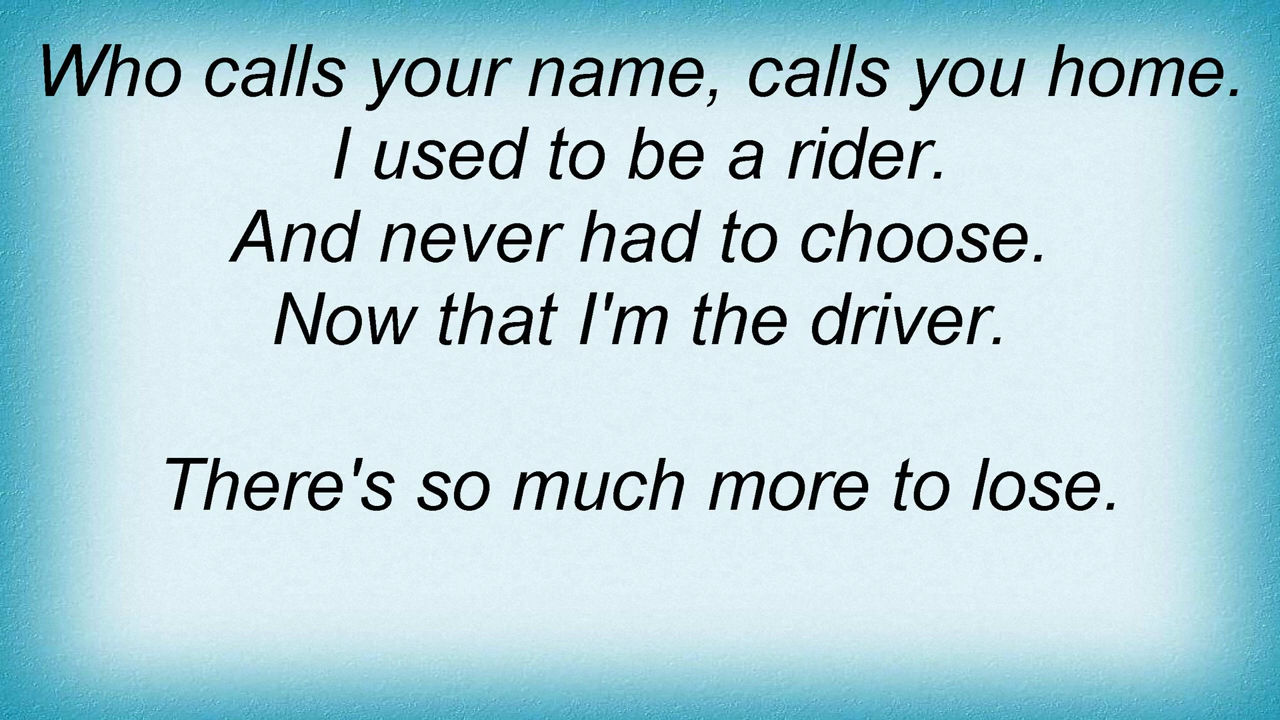 Who calls your name, calls you home.
I used to be a rider.
And never had to choose.
Now that I'm the driver.
There's so much more to lose.